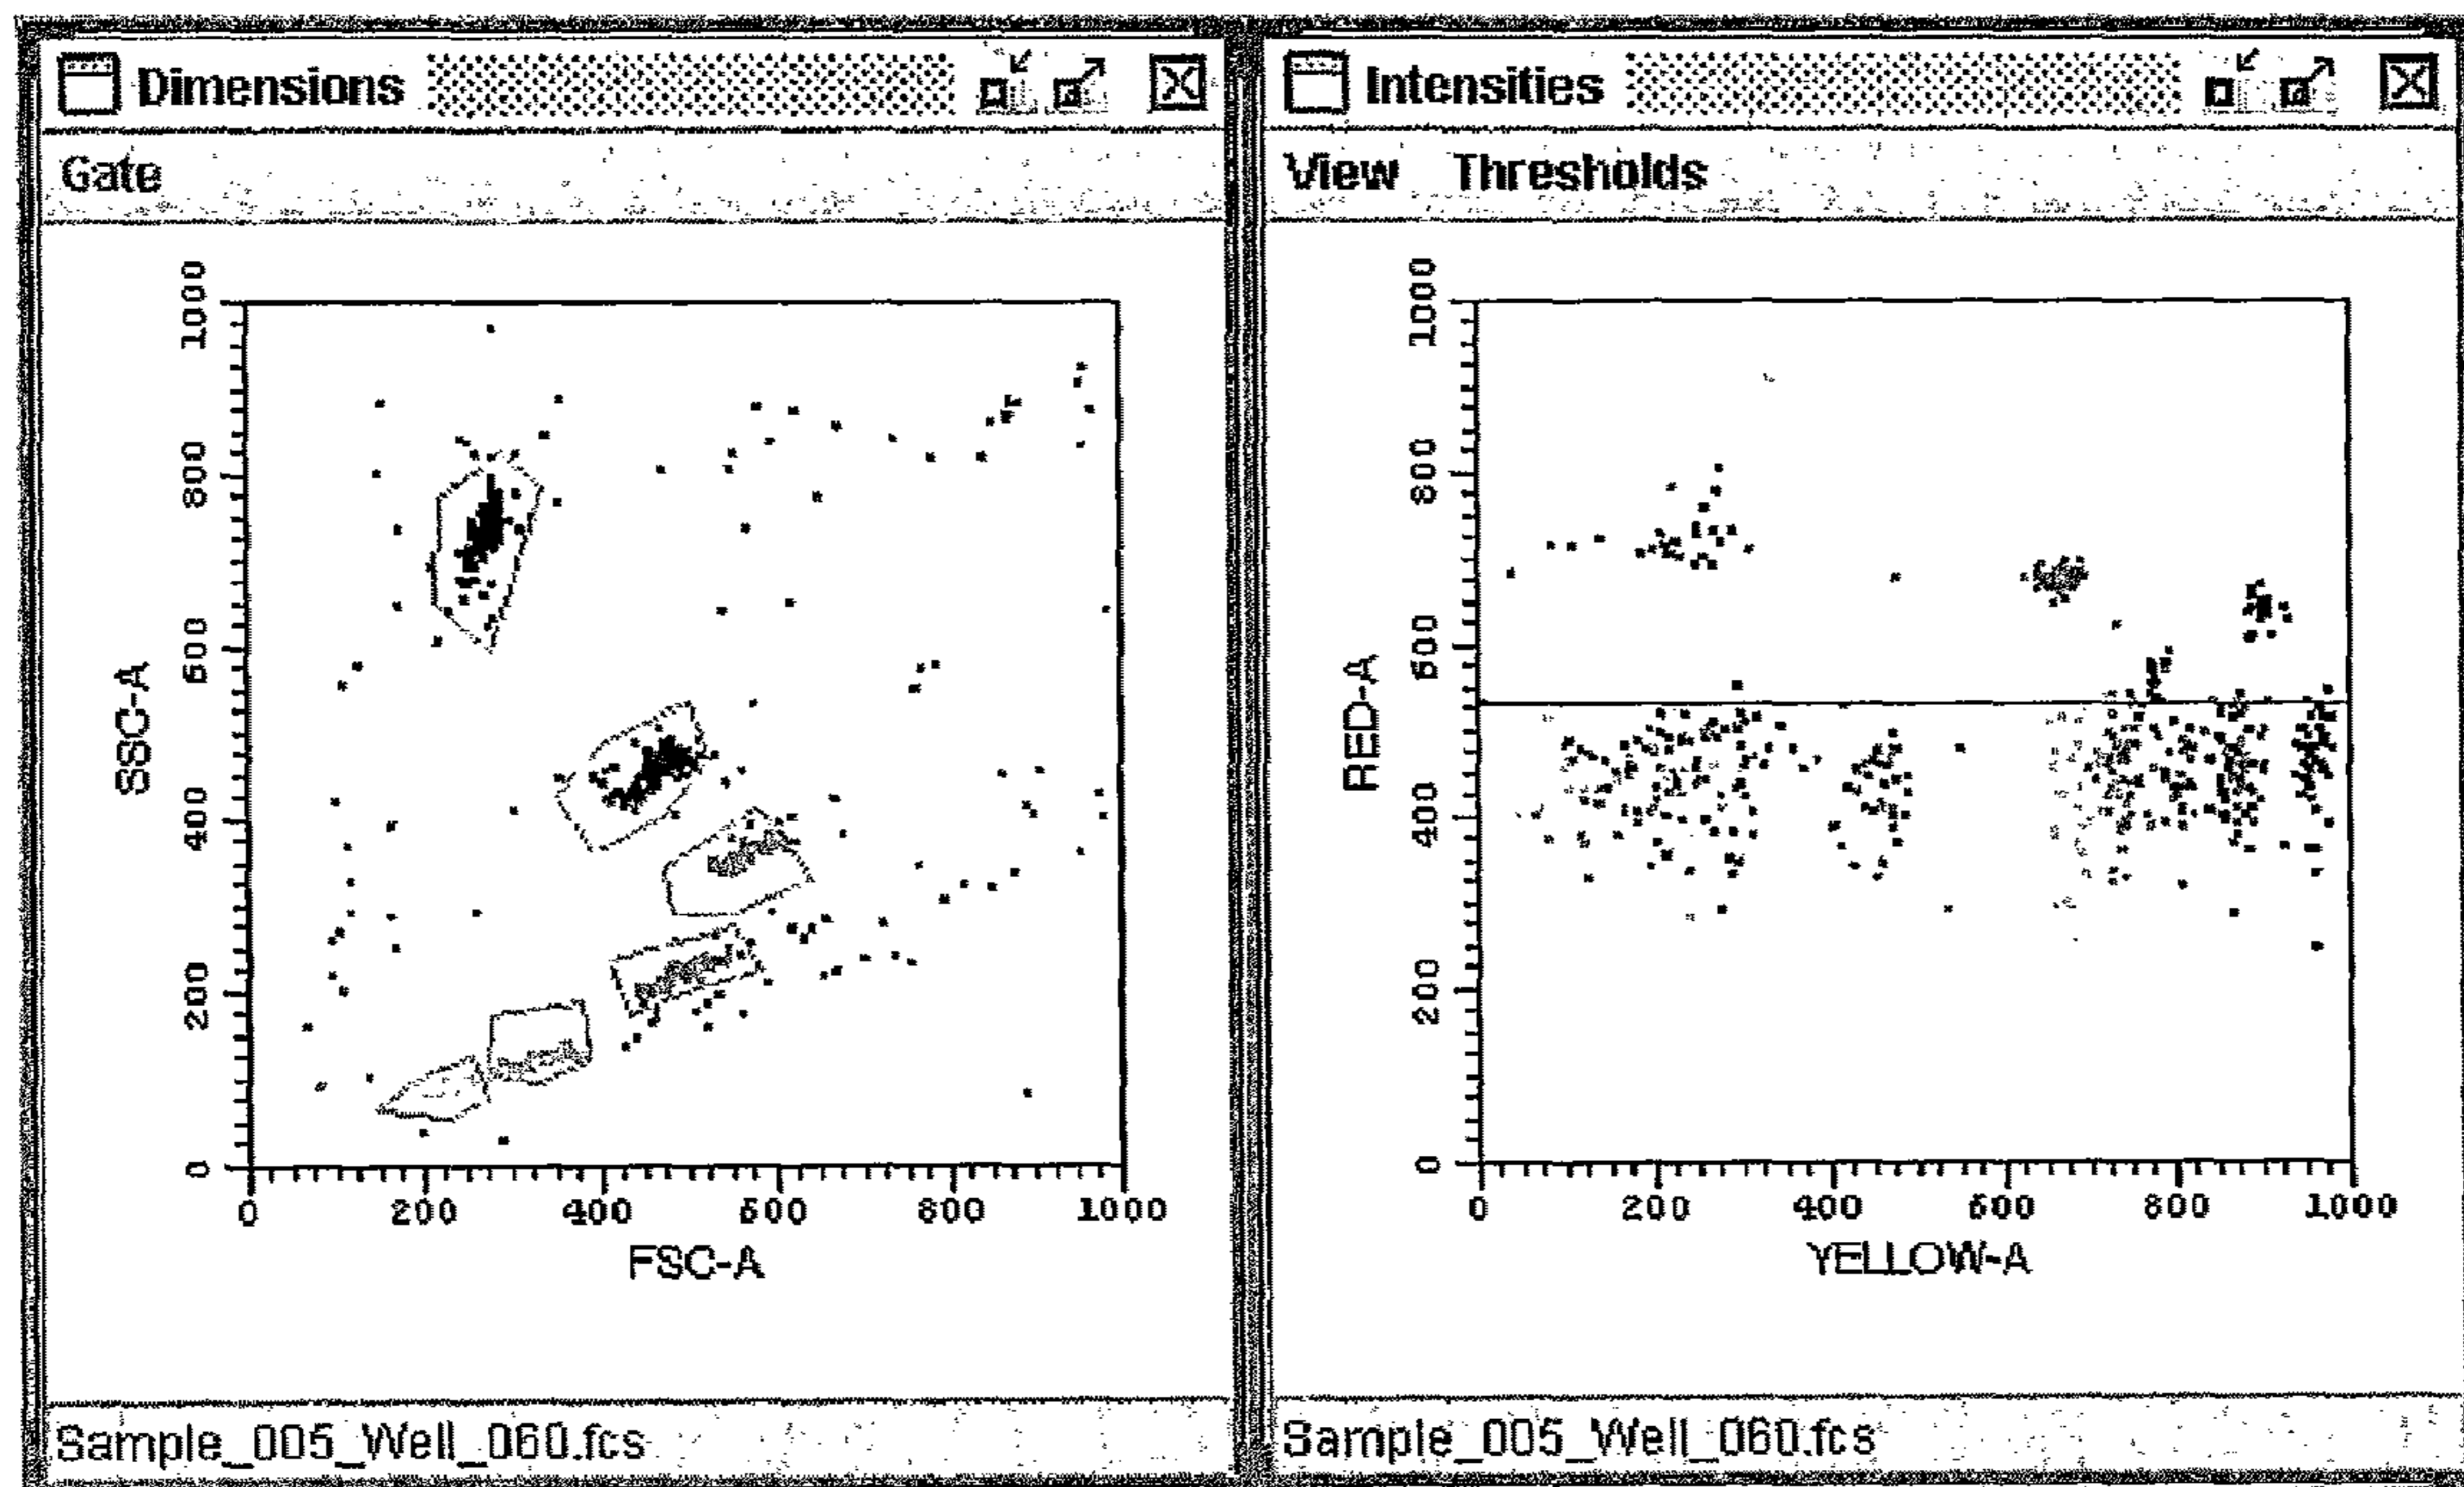 Dimensions
Gate
1000
800
600
400
200
0
SSC-A
0 200 400 600 800 1000
FSC-A
Sample_005_Well_060.fcs
Intensities
View Thresholds
1000
800
600
400
200
0
RED-A
0 200 400 600 800 1000
YELLOW-A
Sample_005_Well_060.fcs